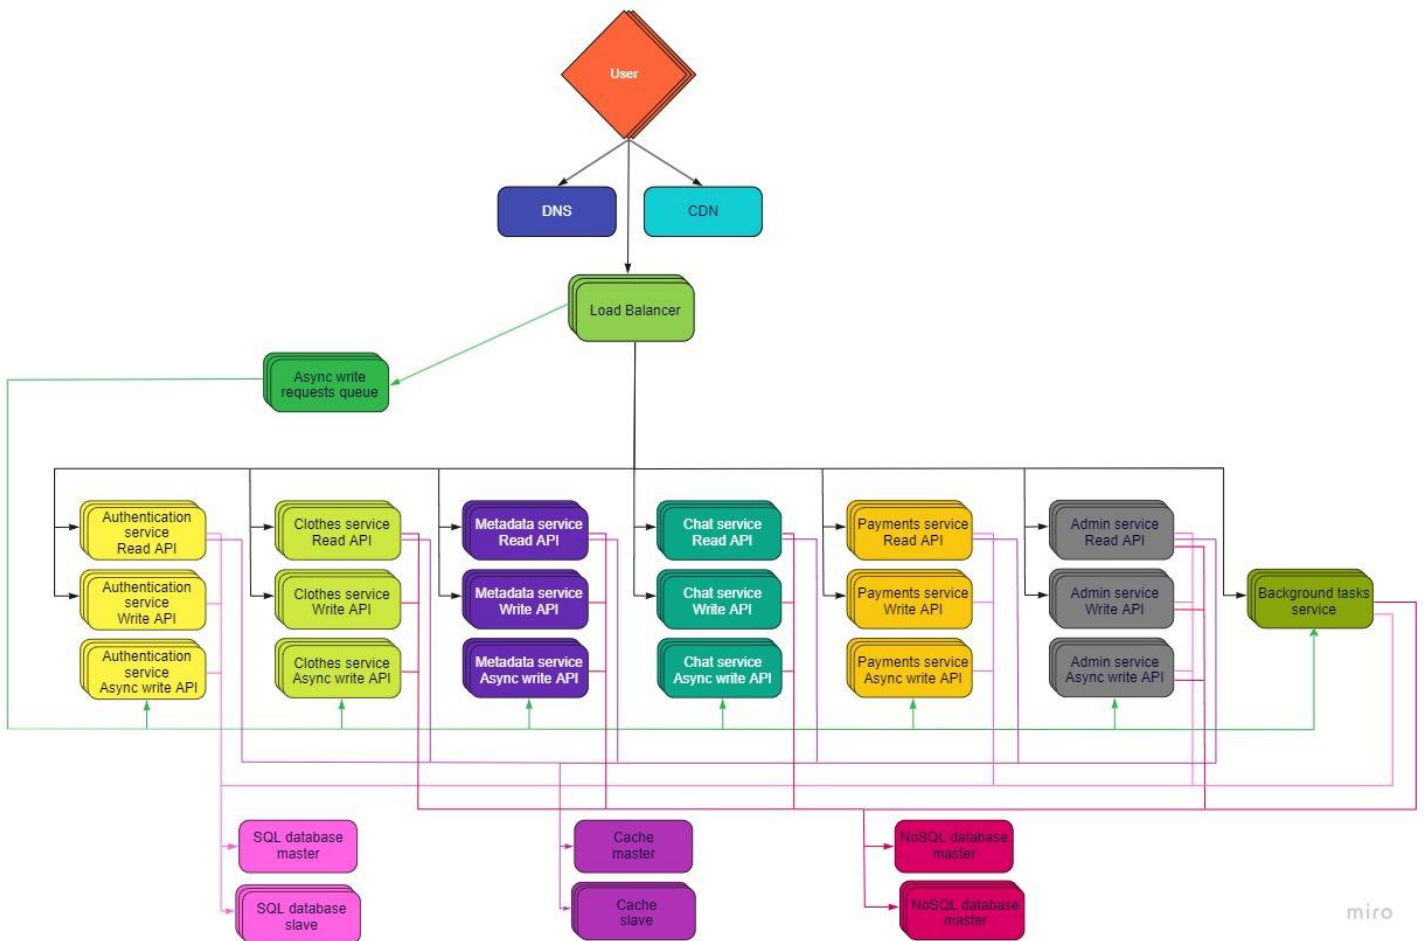 User
DNS
CDN
Load Balancer
Async write
requests queue
Authentication
service
Read API
Clothes service
Read API
Metadata service
Read API
Chat service
Read API
Payments service
Read API
Admin service
Read API
Authentication
service
Write API
Clothes service
Write API
Metadata service
Write API
Chat service
Write API
Payments service
Write API
Admin service
Write API
Background tasks
service
Authentication
service
Async write API
Clothes service
Async write API
Metadata service
Async write API
Chat service
Async write API
Payments service
Async write API
Admin service
Async write API
SQL database
master
Cache
master
NoSQL database
master
SQL database
slave
Cache
slave
NoSQL database
master
miro